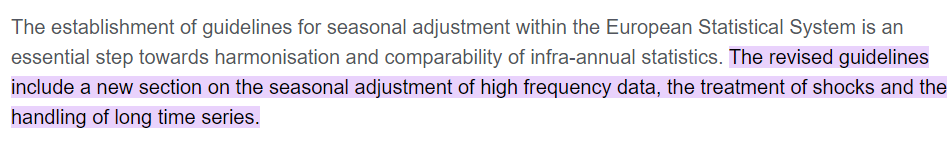 The establishment of guidelines for seasonal adjustment within the European Statistical System is an
essential step towards harmonisation and comparability of infra-annual statistics. The revised guidelines
include a new section on the seasonal adjustment of high frequency data, the treatment of shocks and the
handling of long time series.